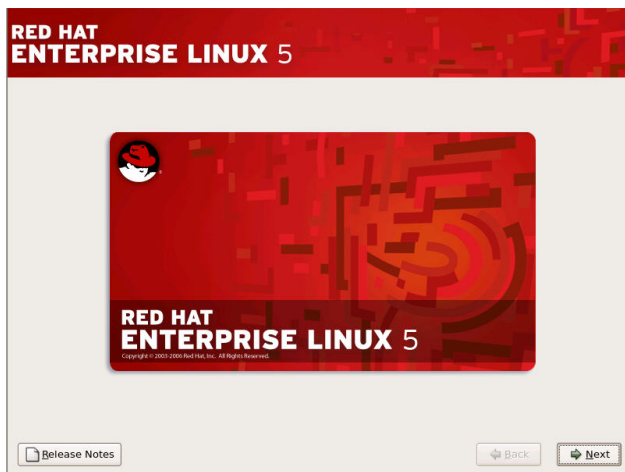 RED HAT
ENTERPRISE LINUX 5
RED HAT
ENTERPRISE LINUX 5
Copyright © 2003-2006 Red Hat, Inc. All Rights Reserved.
Release Notes
Back
Next